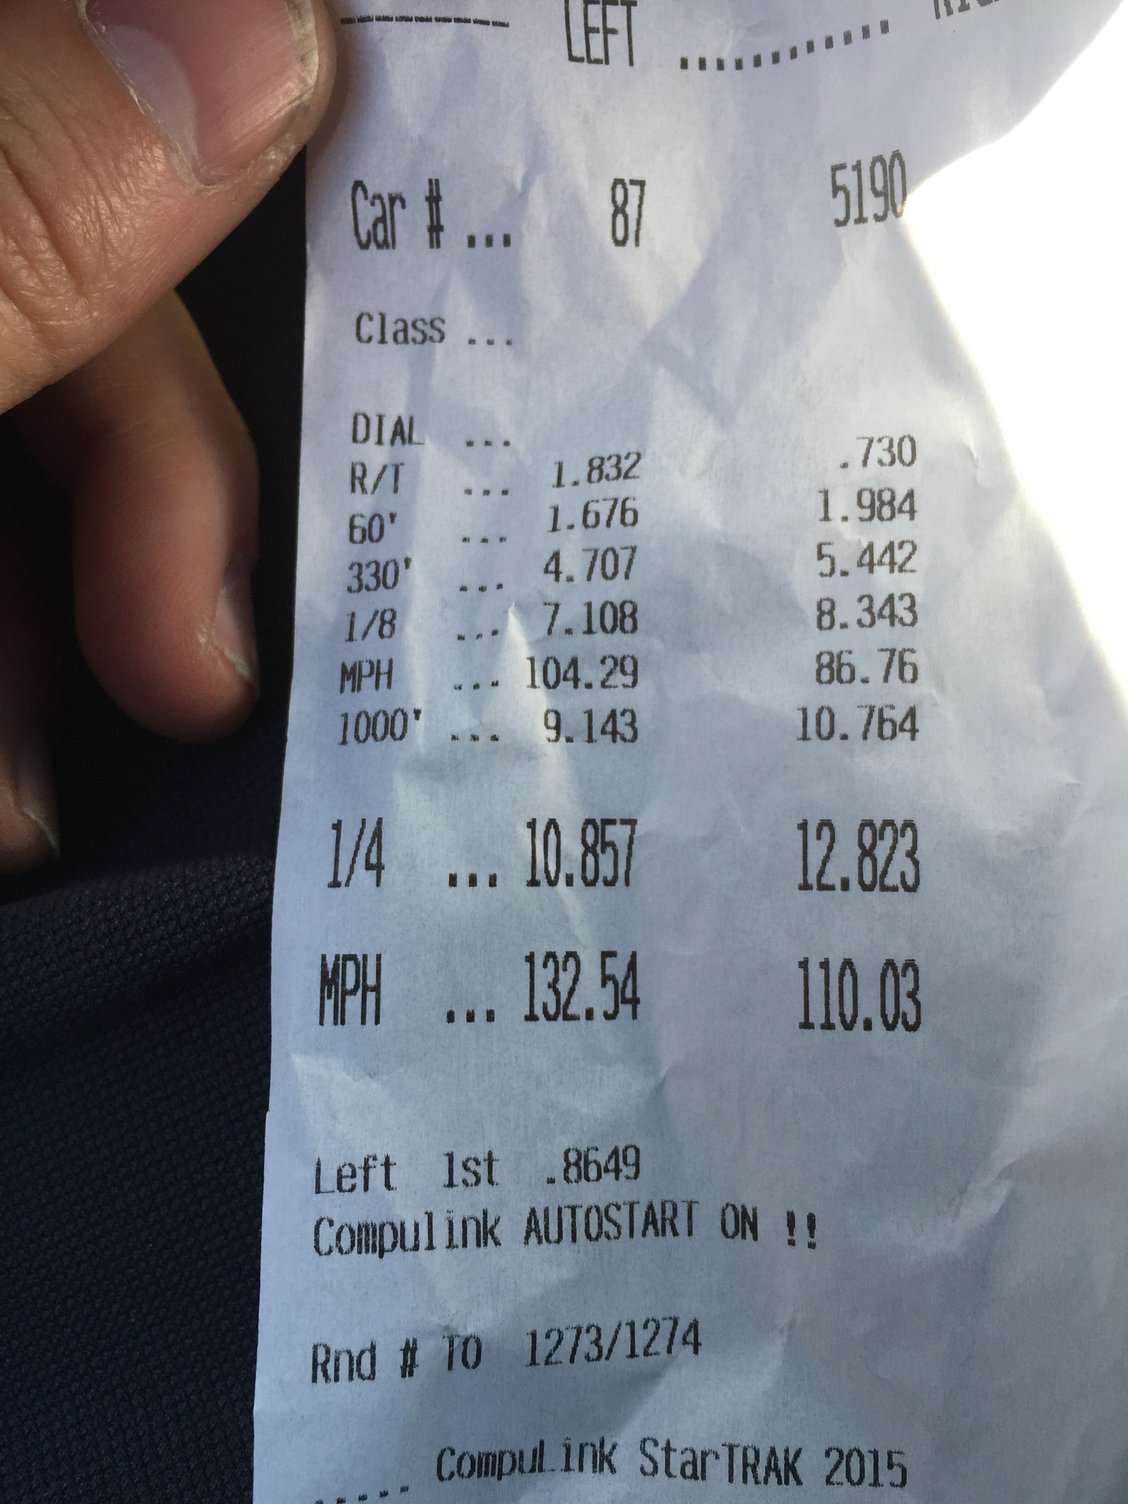 LEFT ............
Car # ... 87 5190
Class ...
DIAL ...
R/T ... 1.832 .730
60' ... 1.676 1.984
330' ... 4.707 5.442
1/8 ... 7.108 8.343
MPH ... 104.29 86.76
1000' ... 9.143 10.764
1/4 ... 10.857 12.823
MPH ... 132.54 110.03
Left 1st .8649
Compulink AUTOSTART ON !!
Rnd # TO 1273/1274
CompuLink StarTRAK 2015